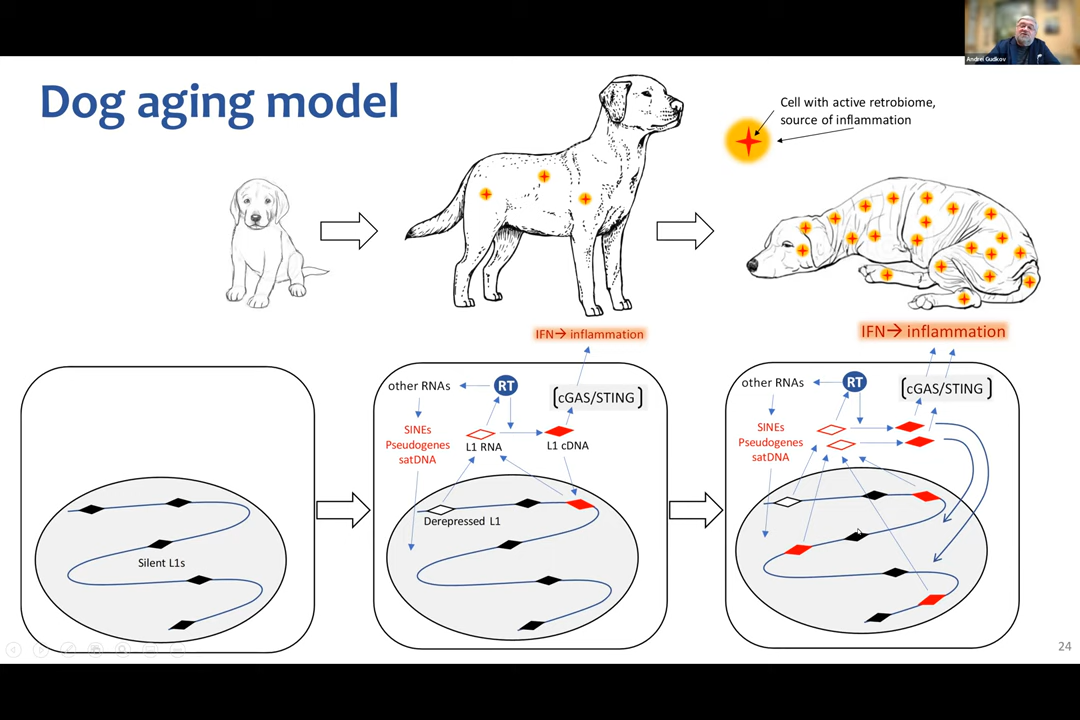 Andrei Gudkov
Dog aging model
Cell with active retrobiome,
source of inflammation
IFN→ inflammation
IFN→ inflammation
Silent L1s
other RNAs
RT
[cGAS/STING]
SINEs
Pseudogenes
satDNA
L1 RNA
L1 cDNA
Derepressed L1
other RNAs
RT
[cGAS/STING]
SINEs
Pseudogenes
satDNA
24